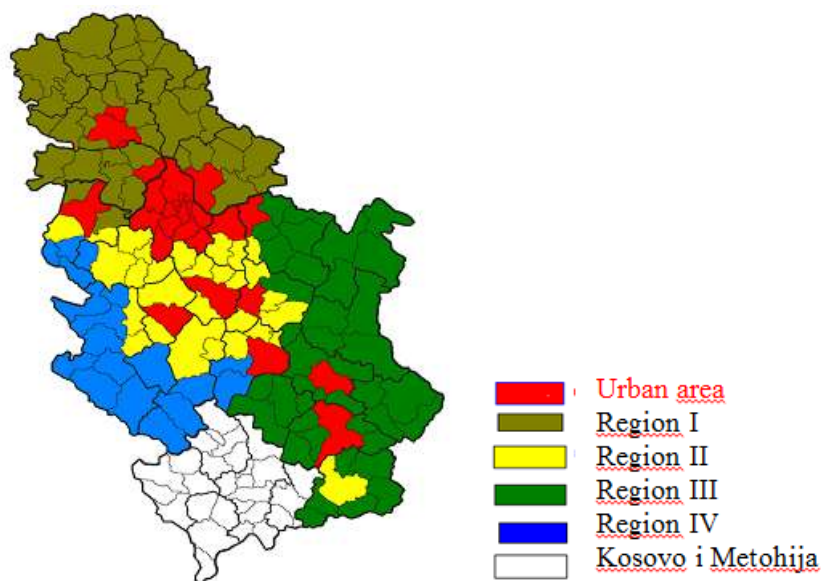 Urban area
Region I
Region II
Region III
Region IV
Kosovo i Metohija